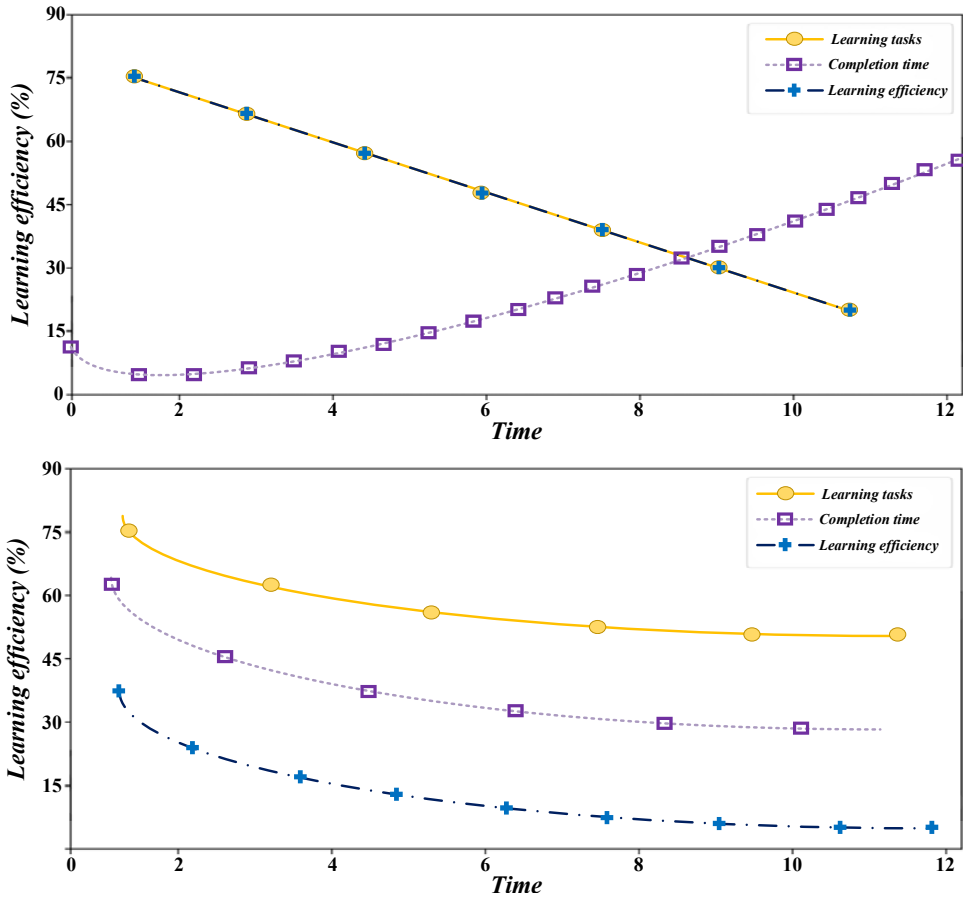 Learning efficiency (%)
90
75
60
45
30
15
0
0 2 4 6 8 10 12
Time
Learning tasks
Completion time
Learning efficiency
Learning efficiency (%)
90
75
60
45
30
15
0 2 4 6 8 10 12
Time
Learning tasks
Completion time
Learning efficiency